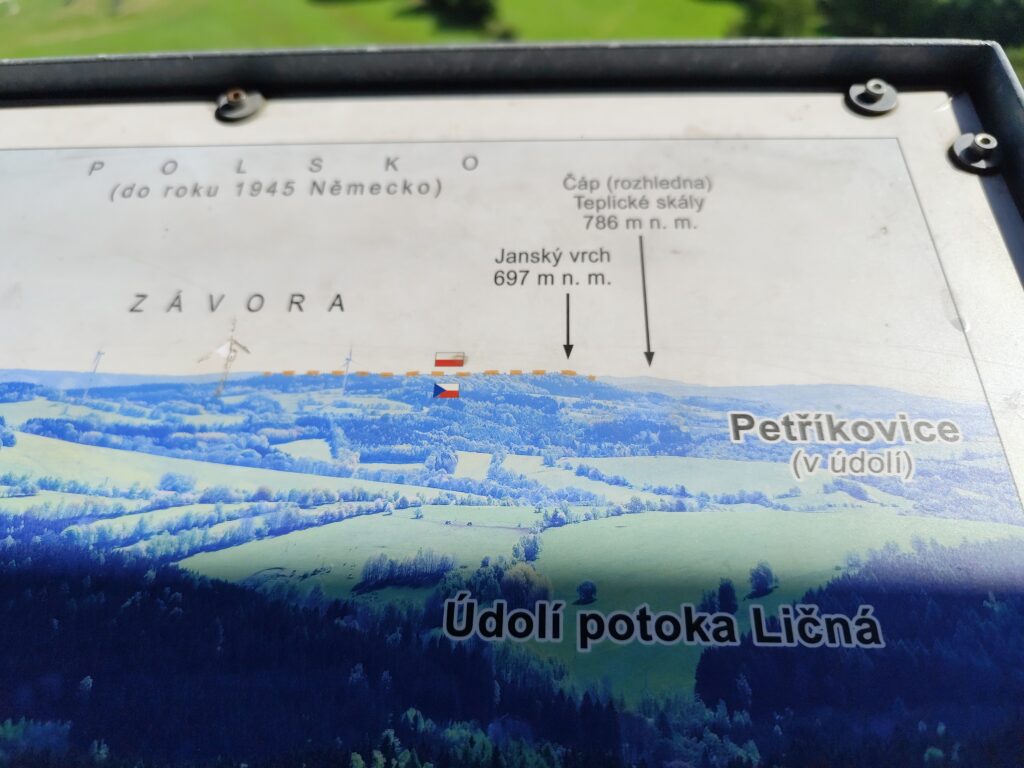 P O L S K O
(do roku 1945 Německo)
Čáp (rozhledna)
Teplické skály
786 m n. m.
Janský vrch
697 m n. m.
Z Á V O R A
Petříkovice
(v údolí)
Údolí potoka Ličná